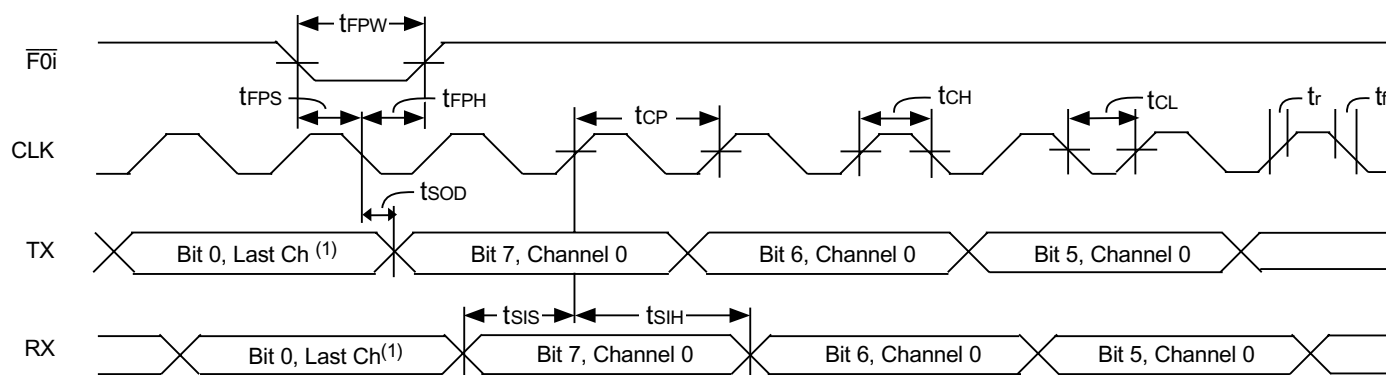 tFPW
F0i
tFPS
tFPH
tCP
tCH
tCL
tr
tf
CLK
tSOD
TX
Bit 0, Last Ch (1)
Bit 7, Channel 0
Bit 6, Channel 0
Bit 5, Channel 0
tSIS
tSIH
RX
Bit 0, Last Ch(1)
Bit 7, Channel 0
Bit 6, Channel 0
Bit 5, Channel 0